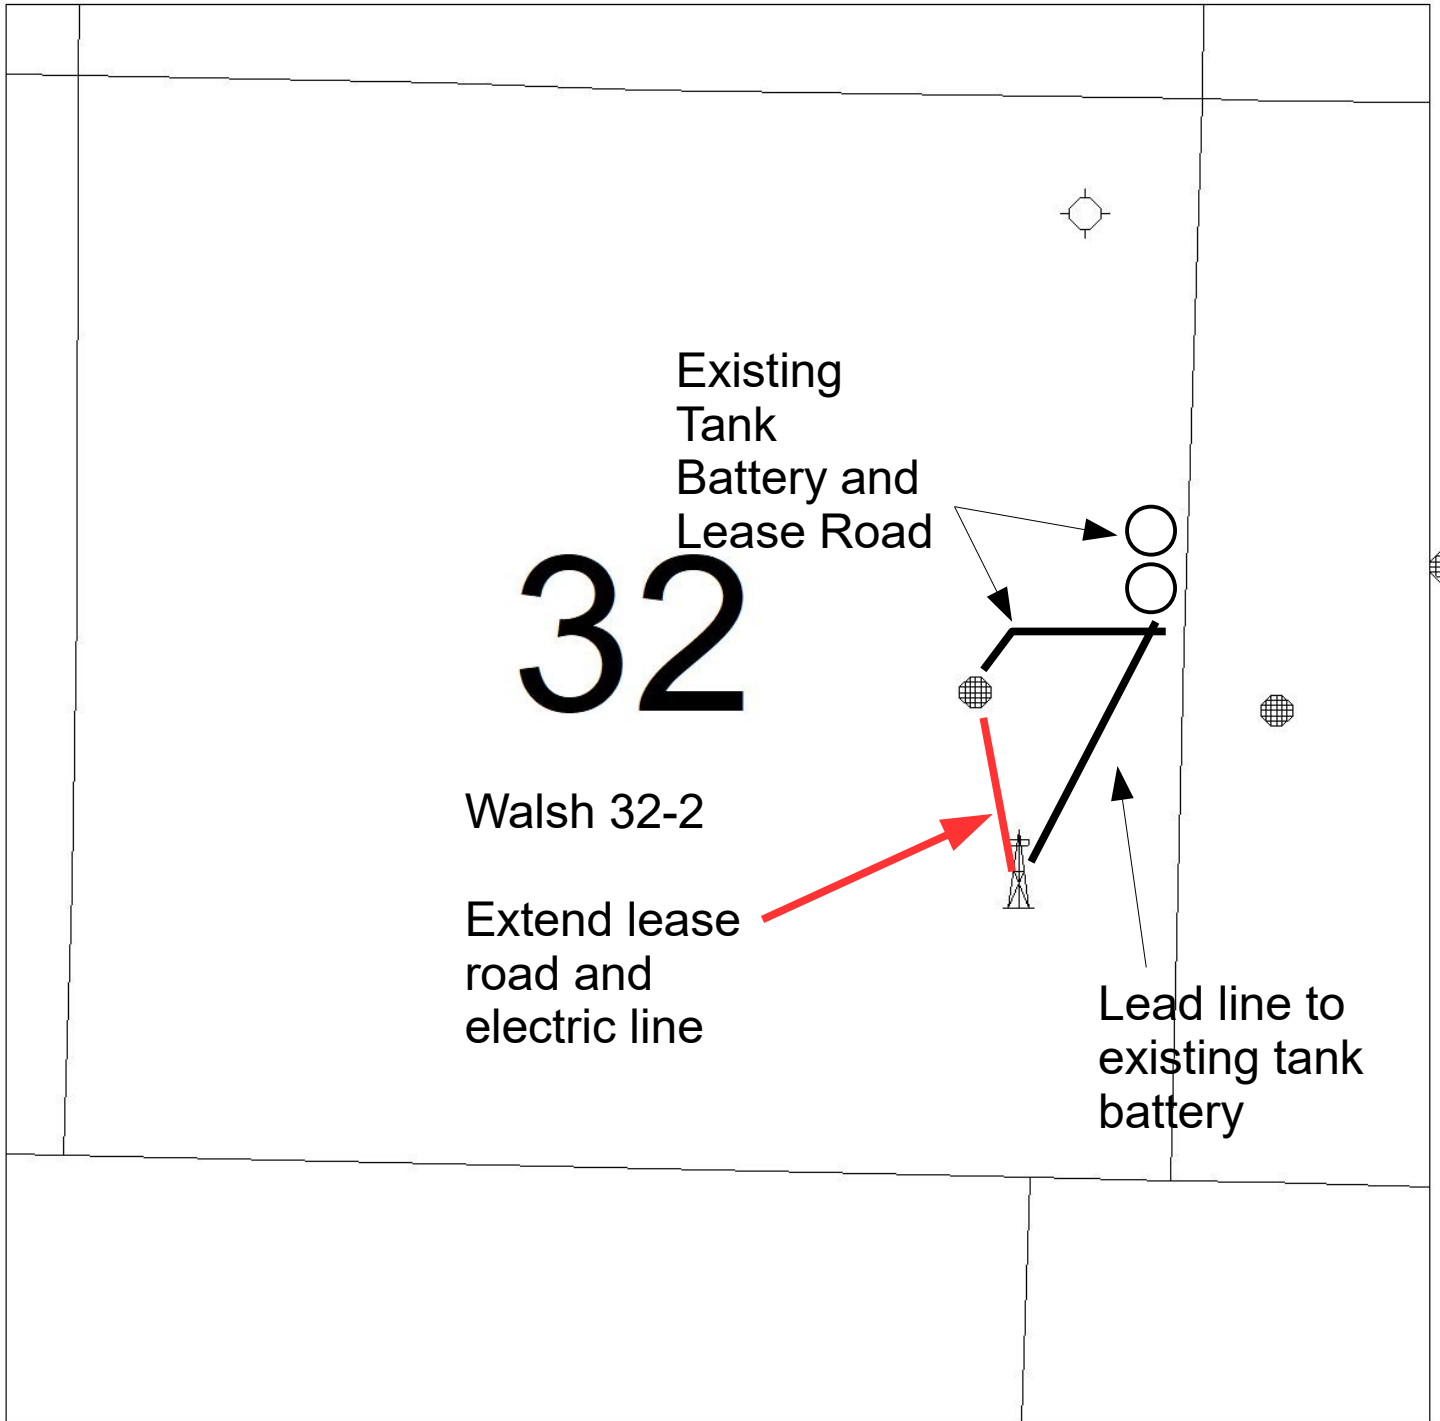 Existing
Tank
Battery and
Lease Road
32
Walsh 32-2
Extend lease
road and
electric line
Lead line to
existing tank
battery